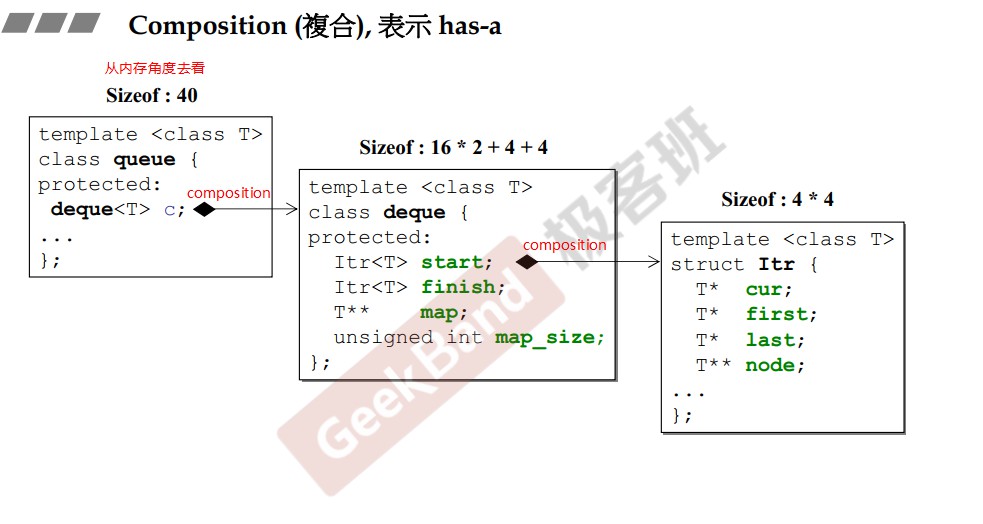 Composition (複合), 表示 has-a
从内存角度去看
Sizeof : 40
template <class T>
class queue {
protected:
deque<T> c;
...
};
composition
Sizeof : 16 * 2 + 4 + 4
template <class T>
class deque {
protected:
Itr<T> start;
Itr<T> finish;
T** map;
unsigned int map_size;
};
composition
Sizeof : 4 * 4
template <class T>
struct Itr {
T* cur;
T* first;
T* last;
T** node;
...
};
GeekBand 极客班